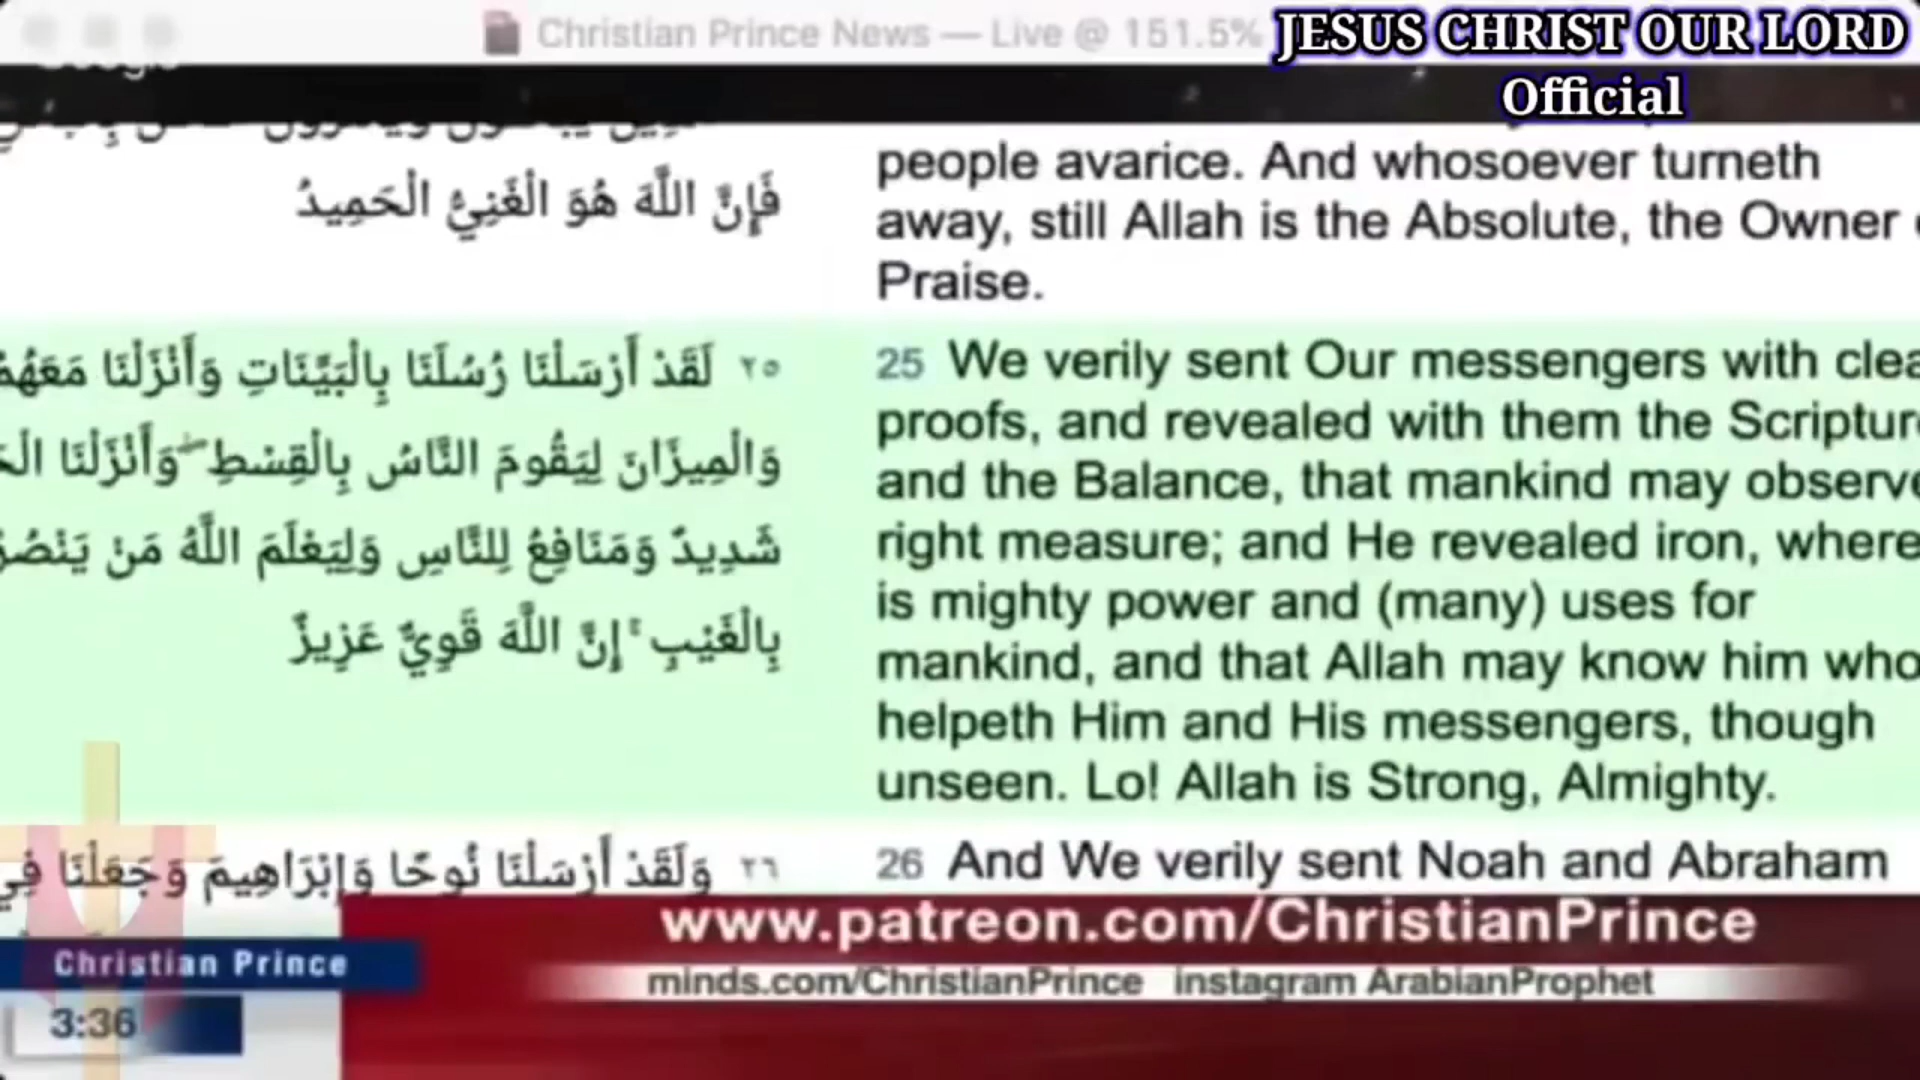 Christian Prince News — Live @ 151.5%
JESUS CHRIST OUR LORD
Official
فَإِنَّ اللَّهَ هُوَ الْغَنِيُّ الْحَمِيدُ
people avarice. And whosoever turneth
away, still Allah is the Absolute, the Owner
Praise.
٢٥ لَقَدْ أَرْسَلْنَا رُسُلَنَا بِالْبَيِّنَاتِ وَأَنْزَلْنَا مَعَهُمُ
وَالْمِيزَانَ لِيَقُومَ النَّاسُ بِالْقِسْطِ ۖ وَأَنْزَلْنَا
شَدِيدٌ وَمَنَافِعُ لِلنَّاسِ وَلِيَعْلَمَ اللَّهُ مَنْ
بِالْغَيْبِ ۚ إِنَّ اللَّهَ قَوِيٌّ عَزِيزٌ
25 We verily sent Our messengers with clea
proofs, and revealed with them the Scriptur
and the Balance, that mankind may observe
right measure; and He revealed iron, where
is mighty power and (many) uses for
mankind, and that Allah may know him who
helpeth Him and His messengers, though
unseen. Lo! Allah is Strong, Almighty.
٢٦ وَلَقَدْ أَرْسَلْنَا نُوحًا وَإِبْرَاهِيمَ وَجَعَلْنَا فِي
26 And We verily sent Noah and Abraham
www.patreon.com/ChristianPrince
Christian Prince
minds.com/ChristianPrince instagram ArabianProphet
3:36